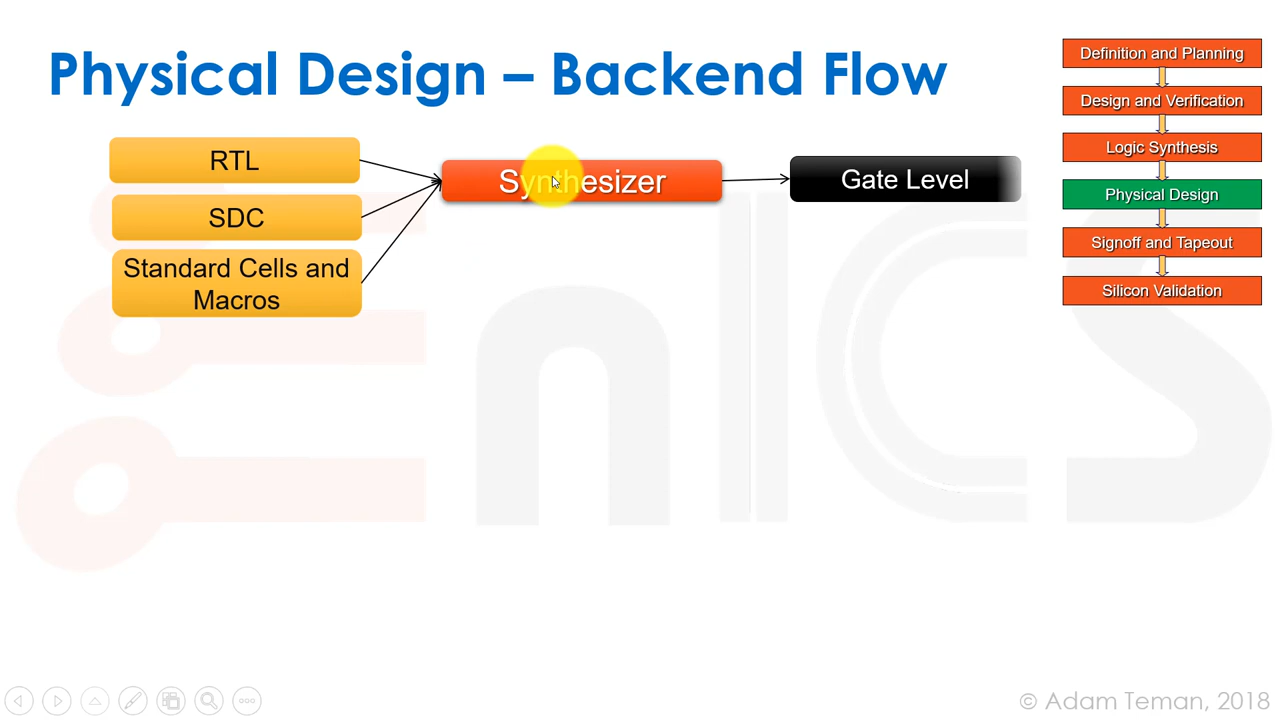 Physical Design – Backend Flow
RTL
SDC
Standard Cells and
Macros
Synthesizer
Gate Level
Definition and Planning
Design and Verification
Logic Synthesis
Physical Design
Signoff and Tapeout
Silicon Validation
EnICS
© Adam Teman, 2018